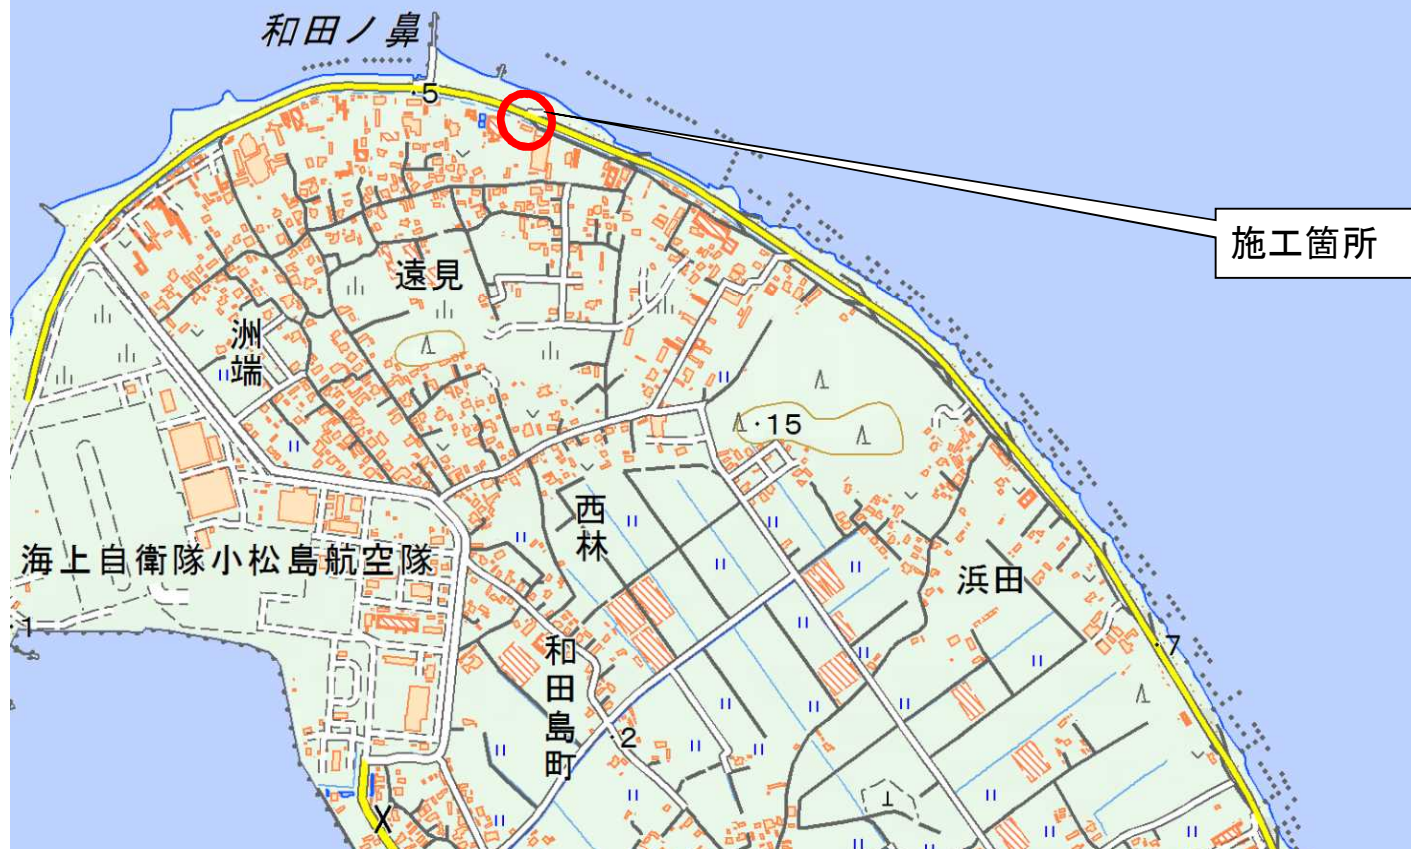 和田ノ鼻
・5
施工箇所
遠見
洲端
・15
西林
海上自衛隊小松島航空隊
浜田
・1
和田島町
・7
・2